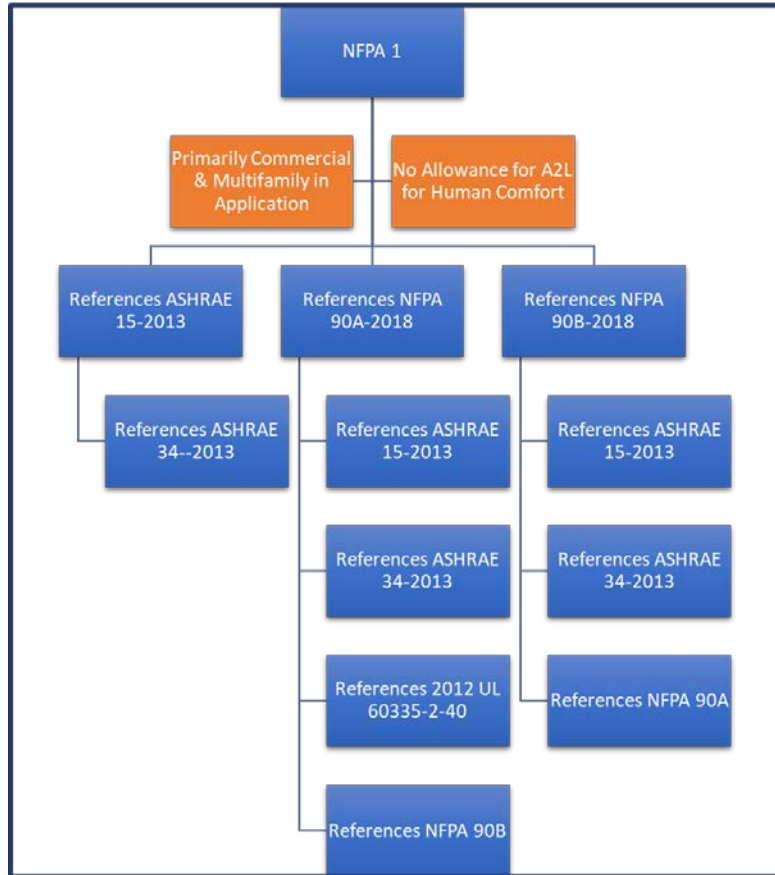 NFPA 1
Primarily Commercial
& Multifamily in
Application
No Allowance for A2L
for Human Comfort
References ASHRAE
15-2013
References NFPA
90A-2018
References NFPA
90B-2018
References ASHRAE
34--2013
References ASHRAE
15-2013
References ASHRAE
15-2013
References ASHRAE
34-2013
References ASHRAE
34-2013
References 2012 UL
60335-2-40
References NFPA 90A
References NFPA 90B